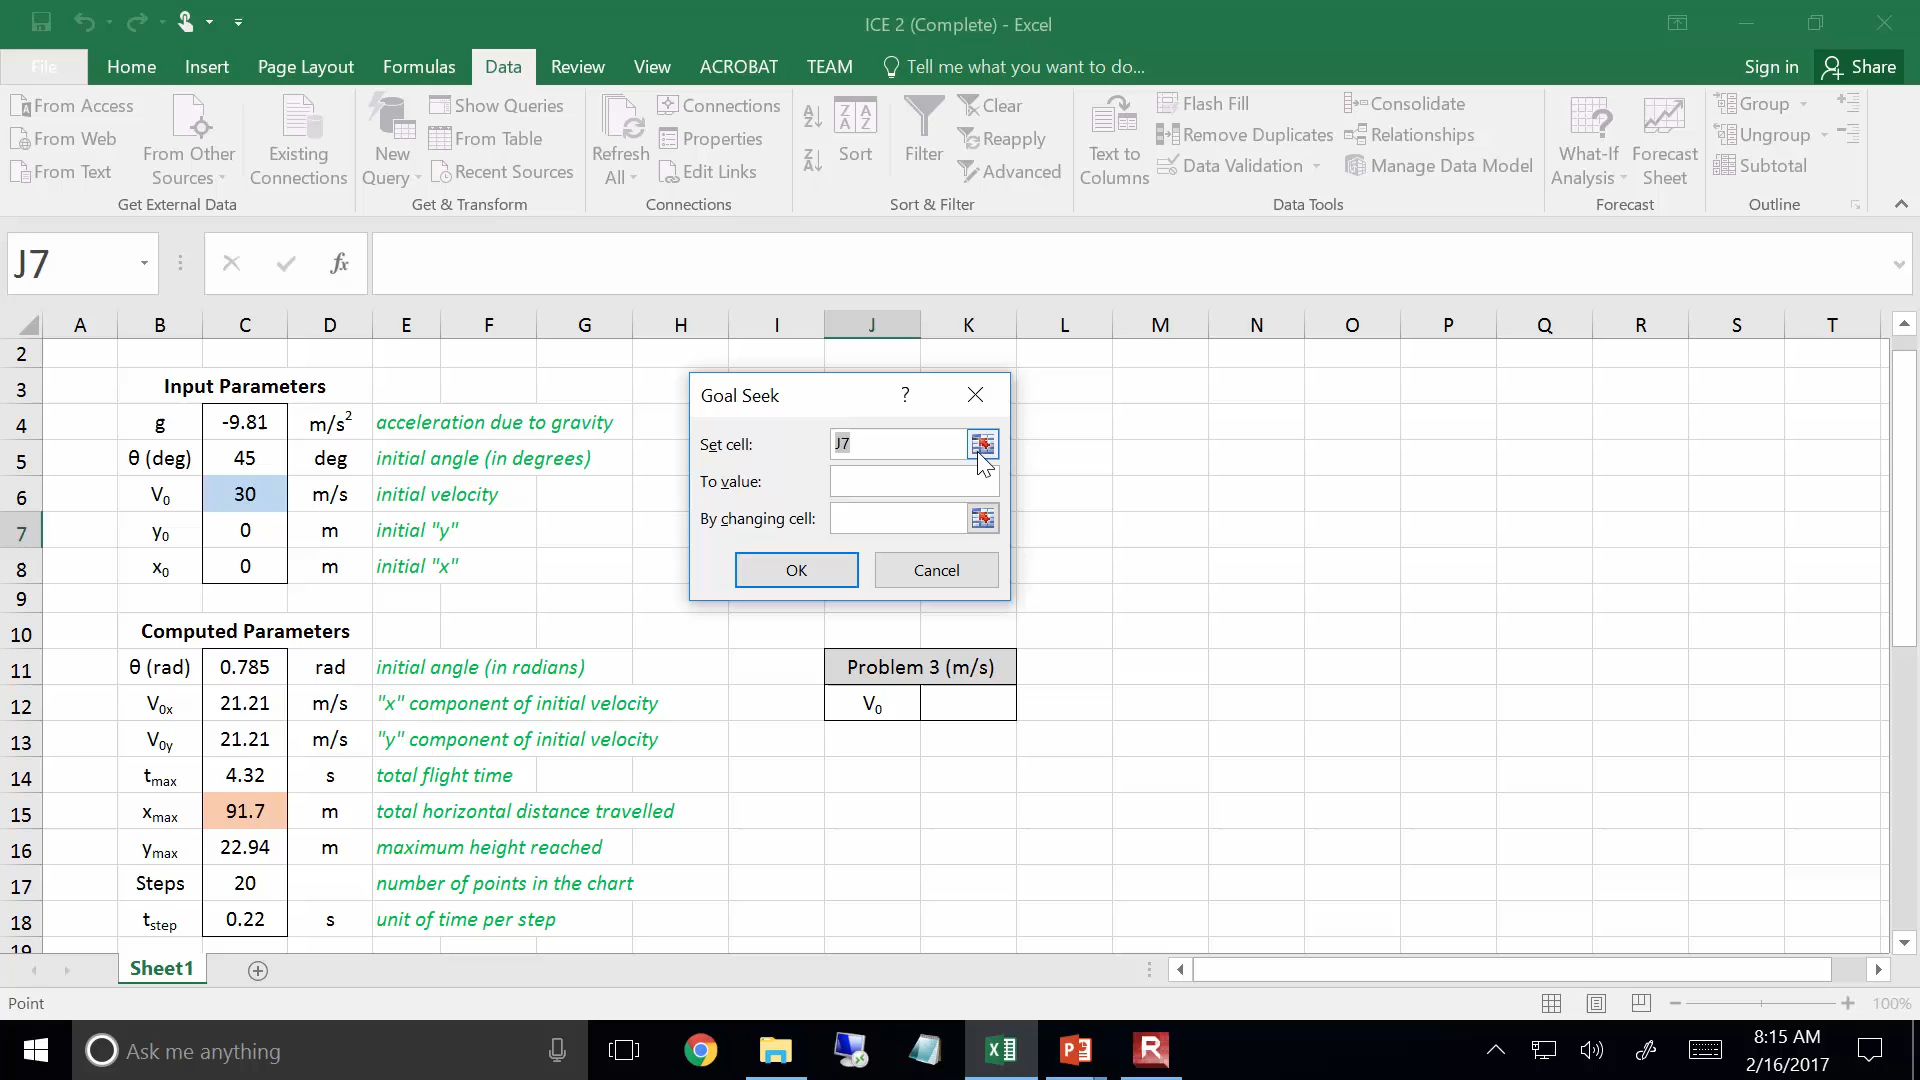 ICE 2 (Complete) - Excel
File Home Insert Page Layout Formulas Data Review View ACROBAT TEAM Tell me what you want to do... Sign in Share
From Access
From Web
From Text
From Other Sources
Existing Connections
Get External Data
New Query
Show Queries
From Table
Recent Sources
Get & Transform
Refresh All
Connections
Properties
Edit Links
Connections
Sort
Filter
Clear
Reapply
Advanced
Sort & Filter
Text to Columns
Flash Fill
Remove Duplicates
Data Validation
Consolidate
Relationships
Manage Data Model
Data Tools
What-If Analysis
Forecast Sheet
Forecast
Group
Ungroup
Subtotal
Outline
J7 fx
A B C D E F G H I J K L M N O P Q R S T
2
3 Input Parameters
4 g -9.81 m/s² acceleration due to gravity
5 θ (deg) 45 deg initial angle (in degrees)
6 V₀ 30 m/s initial velocity
7 y₀ 0 m initial "y"
8 x₀ 0 m initial "x"
9
10 Computed Parameters
11 θ (rad) 0.785 rad initial angle (in radians) Problem 3 (m/s)
12 V₀ₓ 21.21 m/s "x" component of initial velocity V₀
13 V0y 21.21 m/s "y" component of initial velocity
14 tmax 4.32 s total flight time
15 xmax 91.7 m total horizontal distance travelled
16 ymax 22.94 m maximum height reached
17 Steps 20 number of points in the chart
18 tstep 0.22 s unit of time per step
19
Goal Seek ?
Set cell: J7
To value:
By changing cell:
OK Cancel
Sheet1
Point 100%
Ask me anything
8:15 AM
2/16/2017